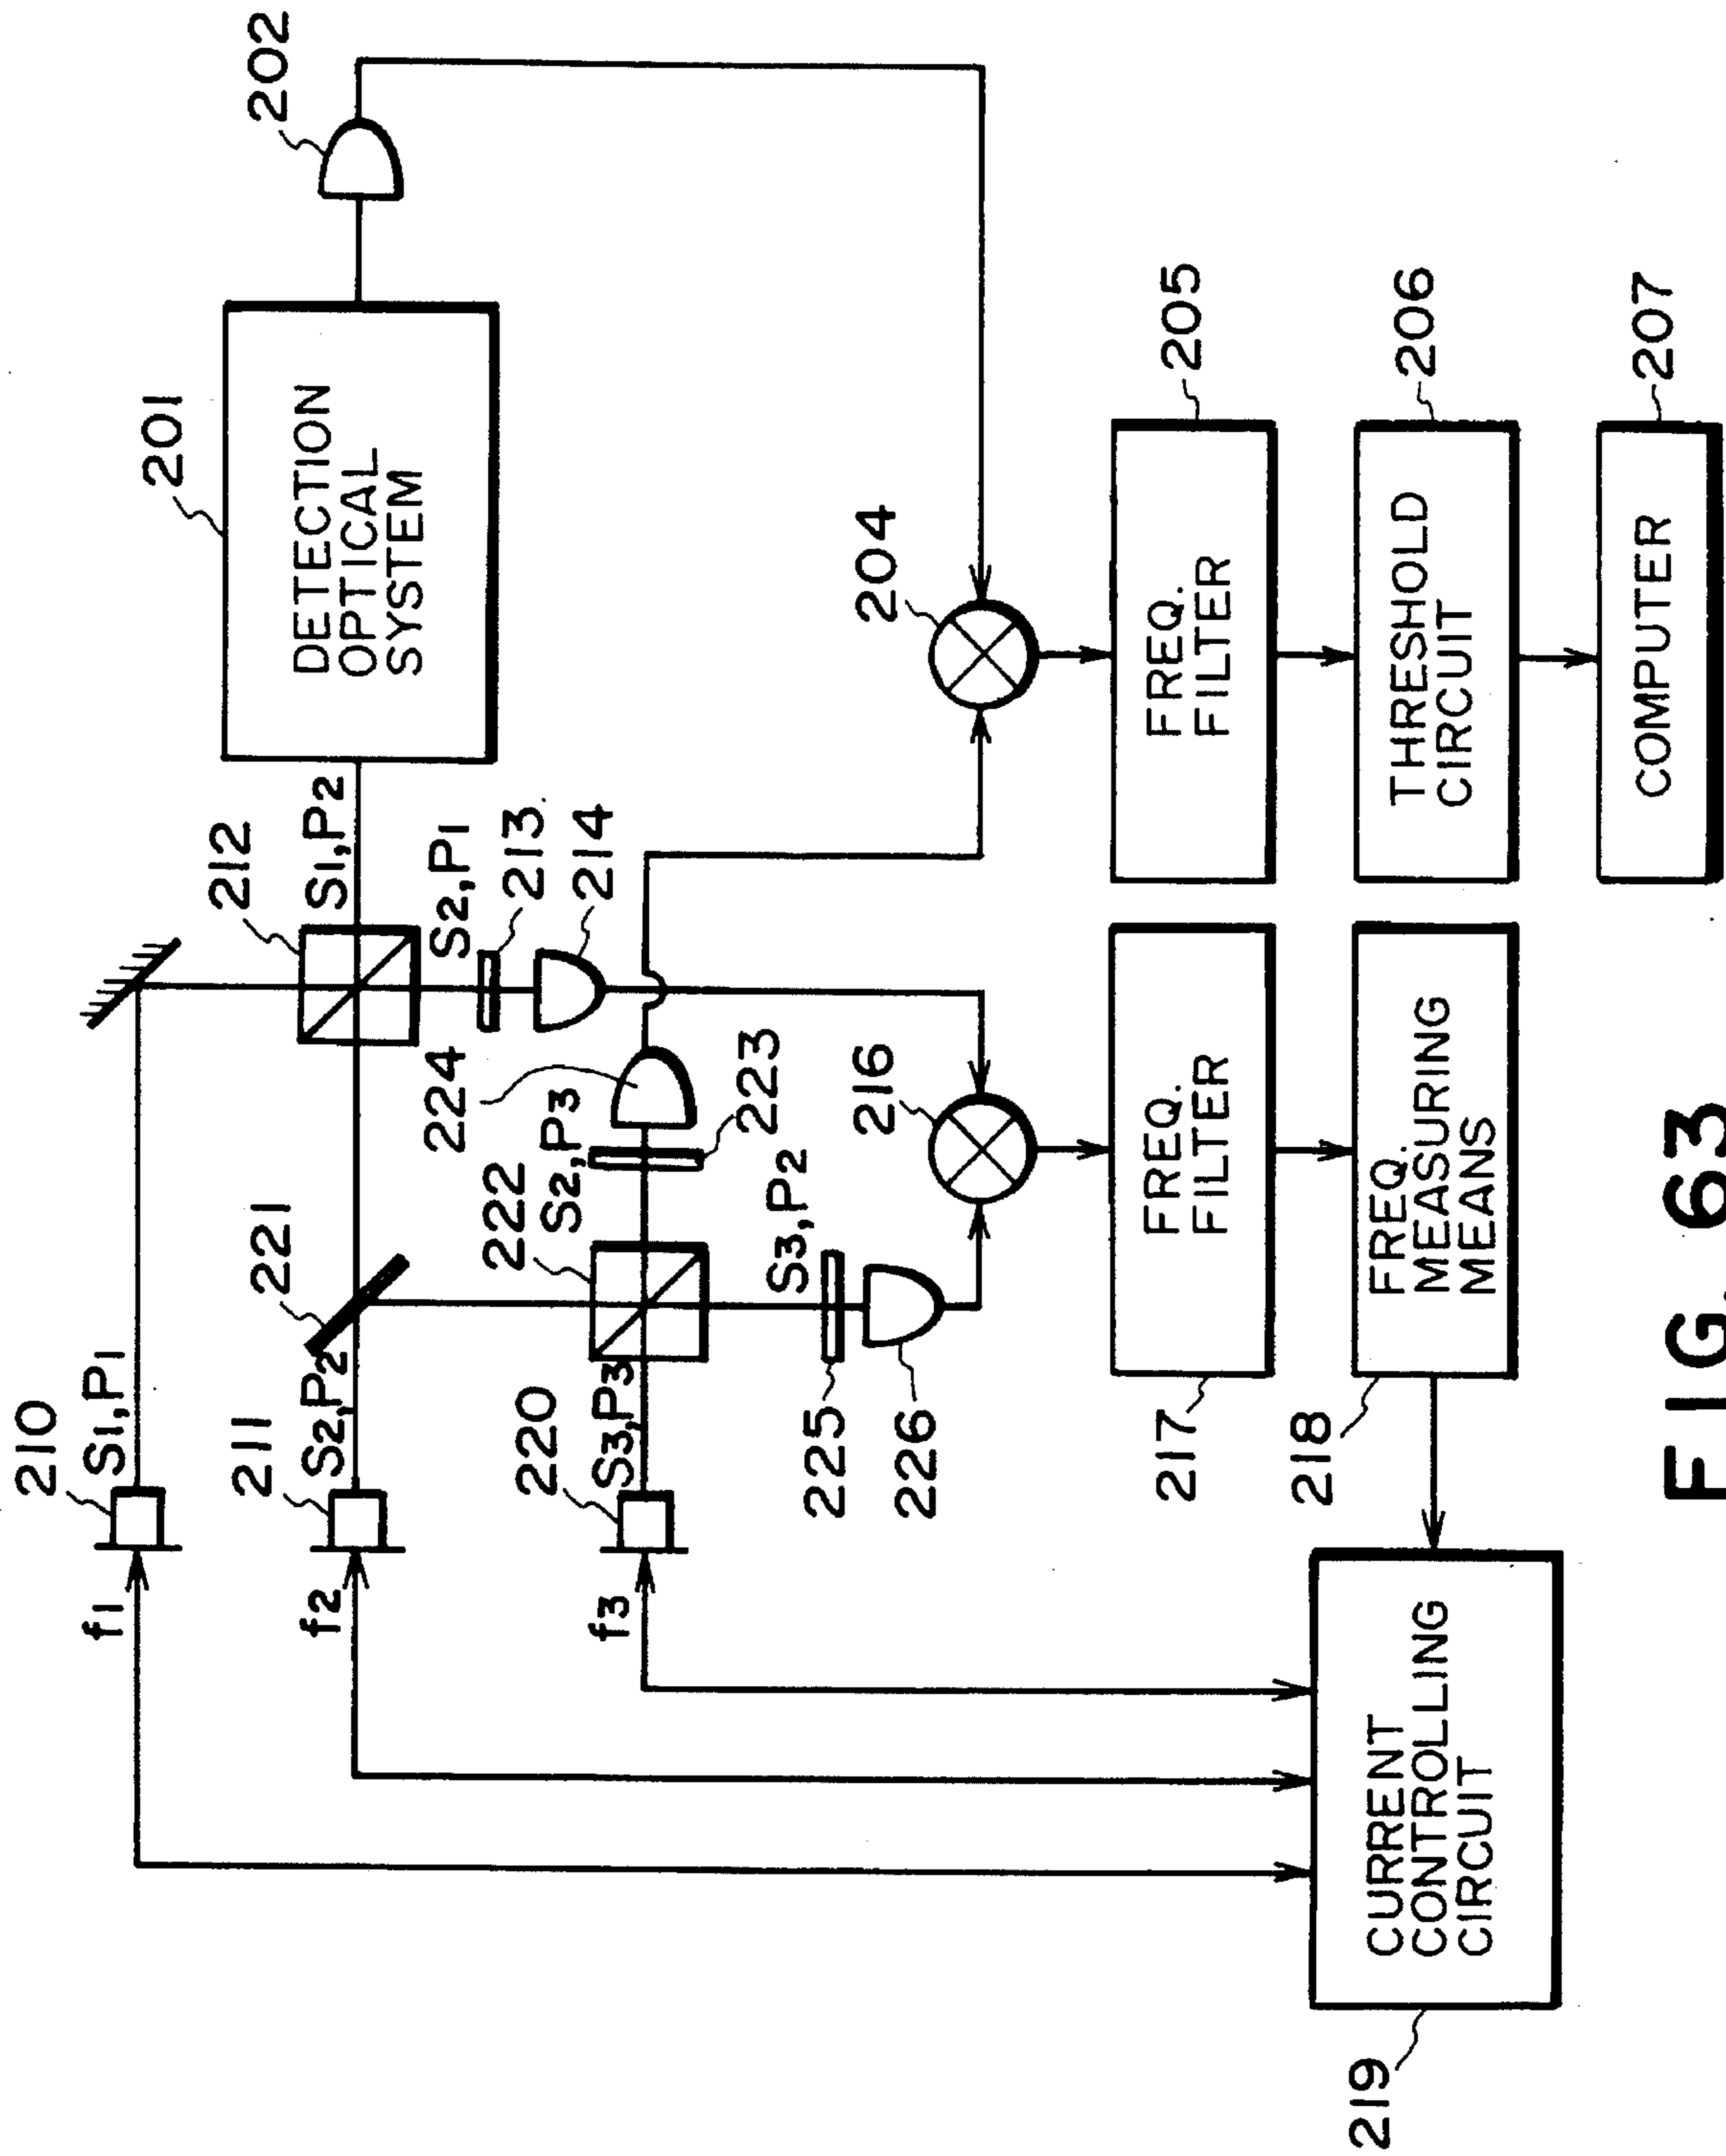 210
S1,P1
f1
211
S2,P2
f2
221
212
S1,P2
201
DETECTION
OPTICAL
SYSTEM
202
S2,P1
213
214
220
S3,P3
f3
222
S2,P3
224
223
S3,P2
225
226
216
204
217
FREQ.
FILTER
FREQ.
FILTER
205
218
FREQ.
MEASURING
MEANS
THRESHOLD
CIRCUIT
206
219
CURRENT
CONTROLLING
CIRCUIT
COMPUTER
207
FIG. 63